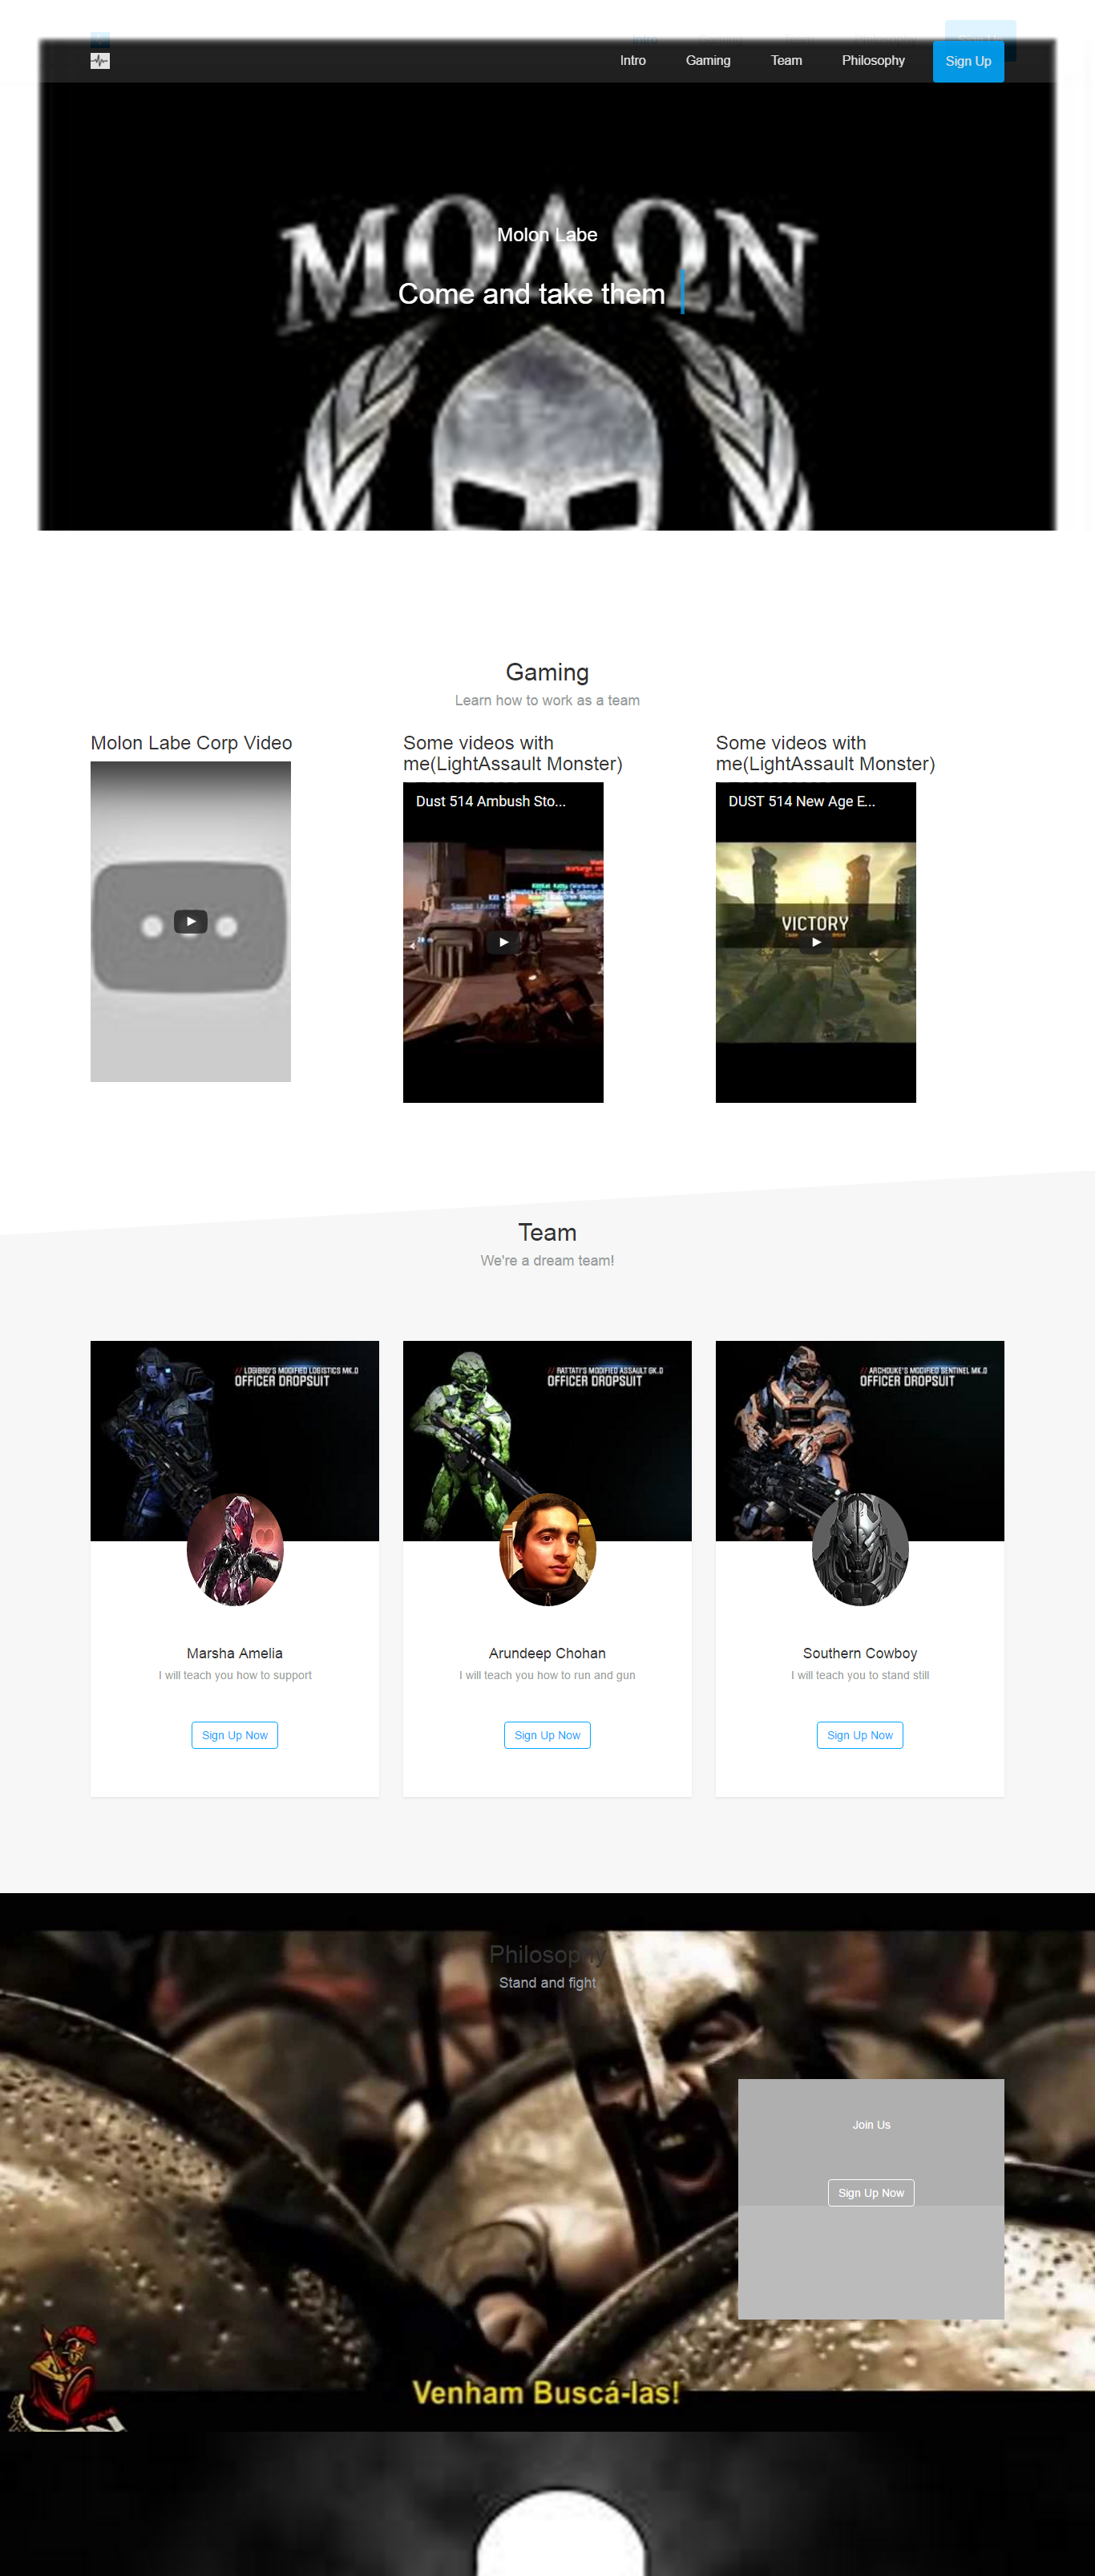 Intro Gaming Team Philosophy Sign Up
ΜΟΛΟΝ
Molon Labe
Come and take them
Gaming
Learn how to work as a team
Molon Labe Corp Video
Some videos with
me(LightAssault Monster)
Dust 514 Ambush Sto...
Some videos with
me(LightAssault Monster)
DUST 514 New Age E...
VICTORY
Team
We're a dream team!
// LOGIBRO'S MODIFIED LOGISTICS MK.0
OFFICER DROPSUIT
// RATTATI'S MODIFIED ASSAULT GK.0
OFFICER DROPSUIT
// ARCHDUKE'S MODIFIED SENTINEL MK.0
OFFICER DROPSUIT
Marsha Amelia
I will teach you how to support
Sign Up Now
Arundeep Chohan
I will teach you how to run and gun
Sign Up Now
Southern Cowboy
I will teach you to stand still
Sign Up Now
Philosophy
Stand and fight
Join Us
Sign Up Now
Venham Buscá-las!